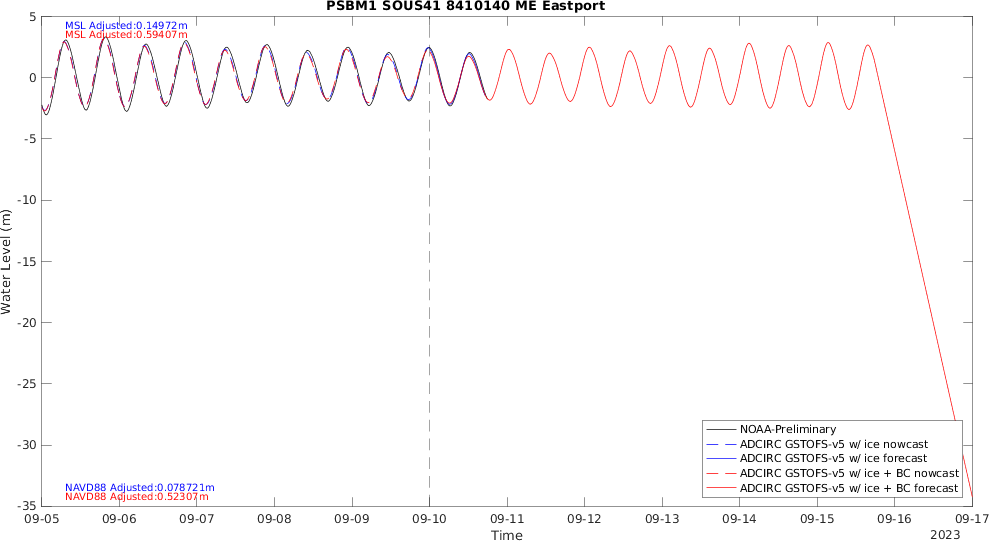 PSBM1 SOUS41 8410140 ME Eastport
MSL Adjusted:0.14972m
MSL Adjusted:0.59407m
5
0
-5
-10
-15
-20
-25
-30
-35
Water Level (m)
NAVD88 Adjusted:0.078721m
NAVD88 Adjusted:0.52307m
NOAA-Preliminary
ADCIRC GSTOFS-v5 w/ ice nowcast
ADCIRC GSTOFS-v5 w/ ice forecast
ADCIRC GSTOFS-v5 w/ ice + BC nowcast
ADCIRC GSTOFS-v5 w/ ice + BC forecast
09-05 09-06 09-07 09-08 09-09 09-10 09-11 09-12 09-13 09-14 09-15 09-16 09-17
Time
2023